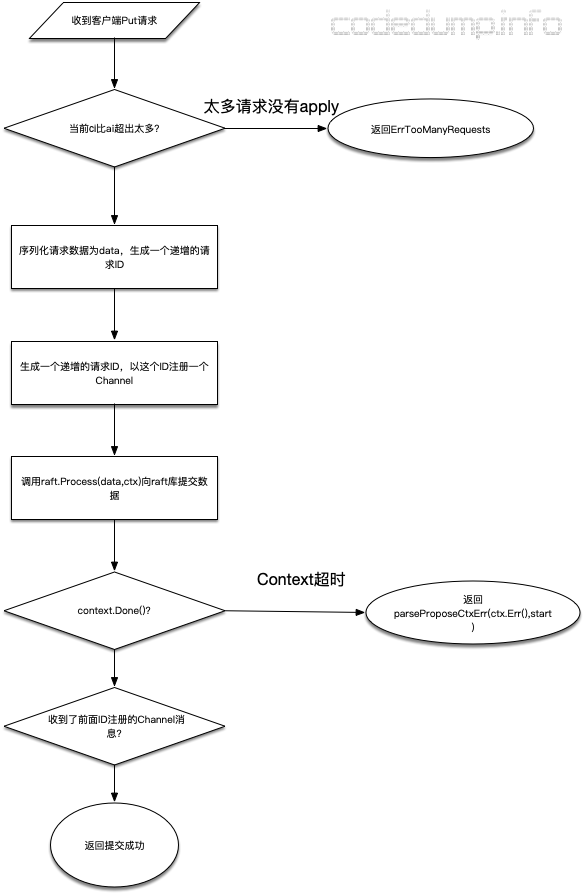 收到客户端Put请求
codedump.info
当前ci比ai超出太多?
太多请求没有apply
返回ErrTooManyRequests
序列化请求数据为data，生成一个递增的请
求ID
生成一个递增的请求ID，以这个ID注册一个
Channel
调用raft.Process(data,ctx)向raft库提交数
据
context.Done()?
Context超时
返回
parseProposeCtxErr(ctx.Err(),start
)
收到了前面ID注册的Channel消
息?
返回提交成功